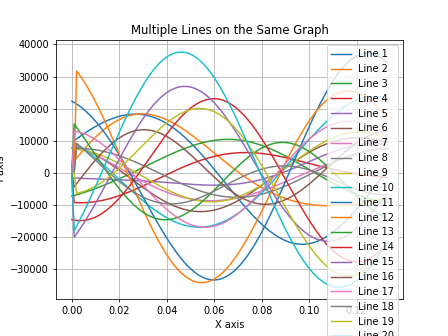 Multiple Lines on the Same Graph
40000
30000
20000
10000
0
−10000
−20000
−30000
0.00 0.02 0.04 0.06 0.08 0.10
X axis
Line 1
Line 2
Line 3
Line 4
Line 5
Line 6
Line 7
Line 8
Line 9
Line 10
Line 11
Line 12
Line 13
Line 14
Line 15
Line 16
Line 17
Line 18
Line 19